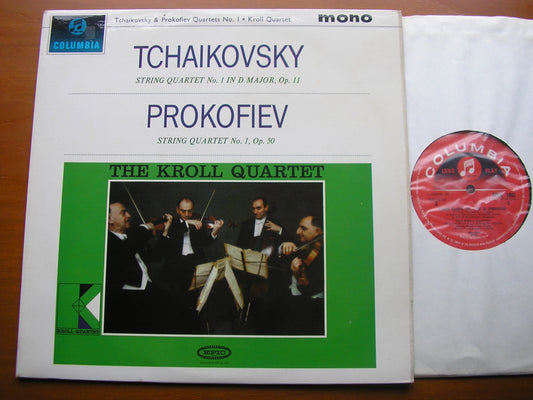 Tchaikovsky & Prokofiev Quartets No. 1 • Kroll Quartet
mono
COLUMBIA
TCHAIKOVSKY
STRING QUARTET No. 1 IN D MAJOR, Op. 11
PROKOFIEV
STRING QUARTET No. 1, Op. 50
THE KROLL QUARTET
K
KROLL QUARTET
EPIC
COLUMBIA